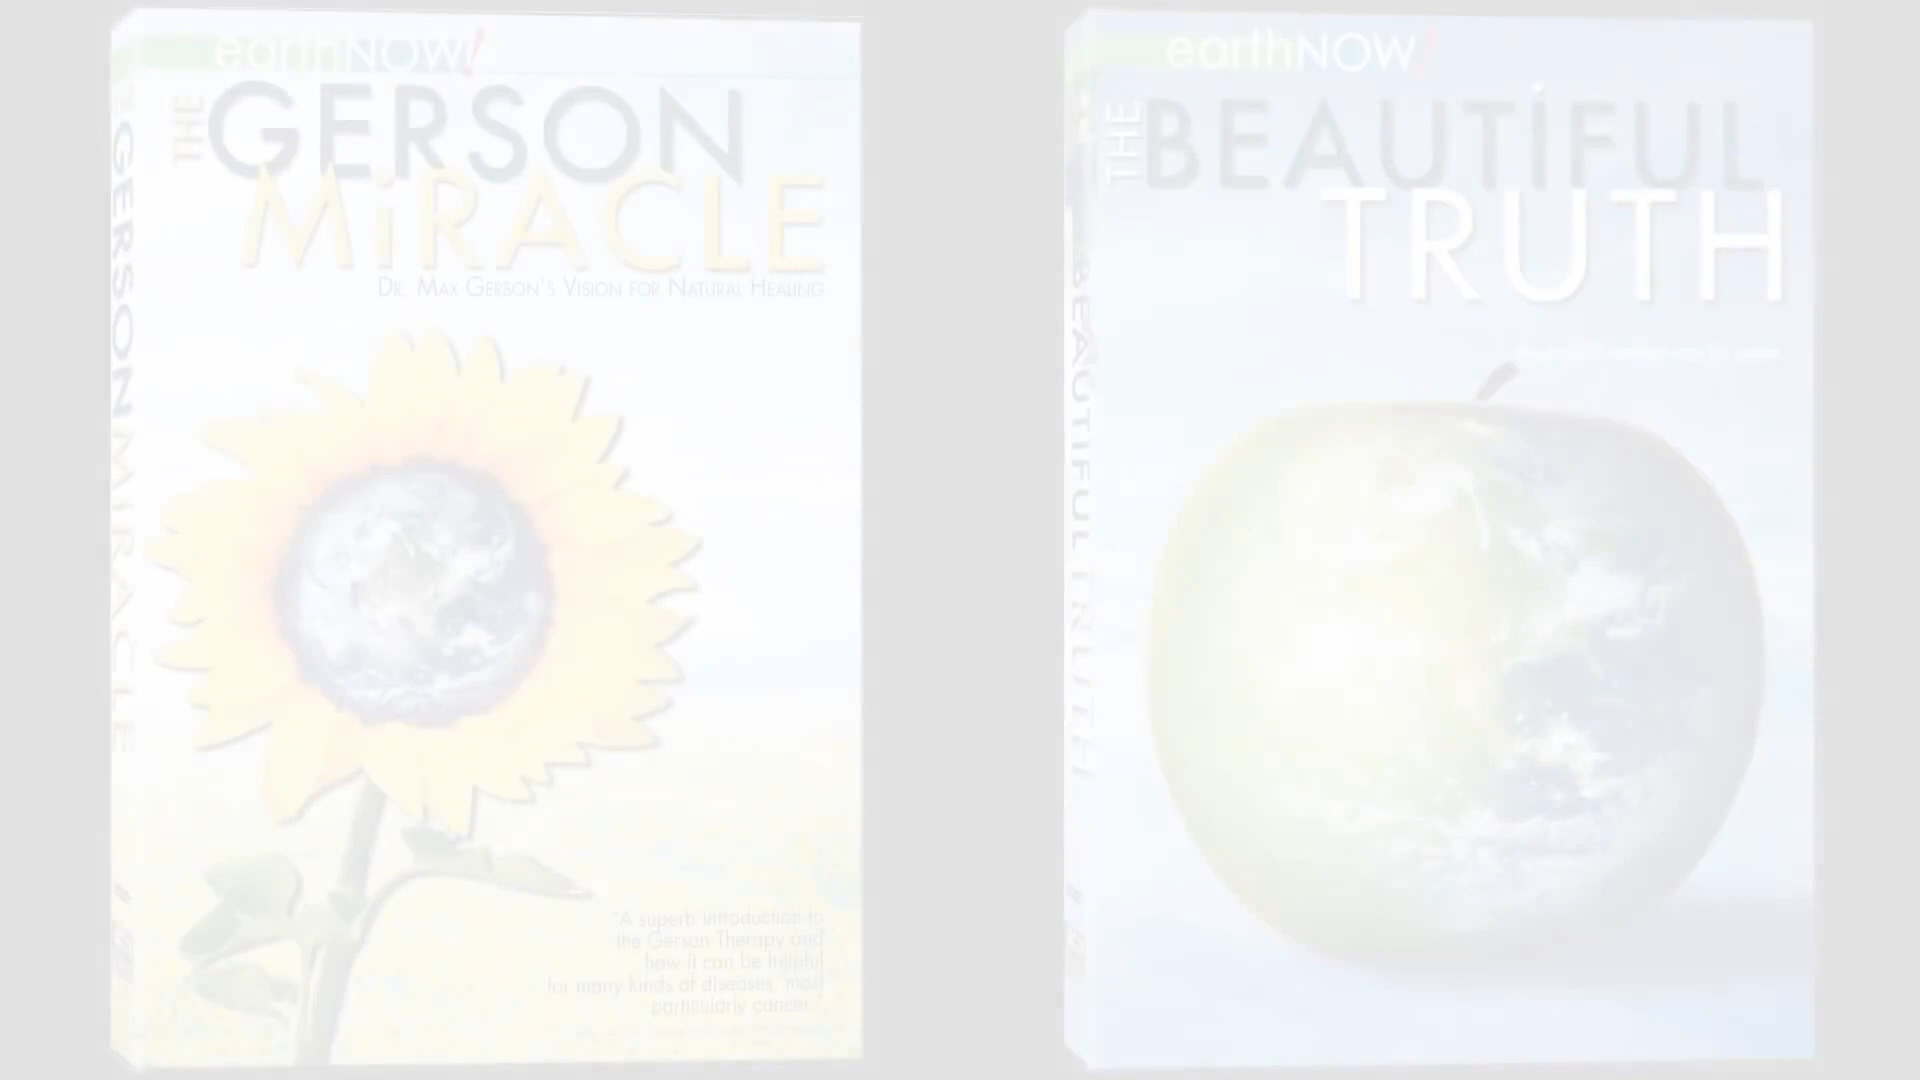 earthNOW!
THE
GERSON
MiRACLE
DR. MAX GERSON'S VISION FOR NATURAL HEALING
GERSON MIRACLE
"A superb introduction to
the Gerson Therapy and
how it can be helpful
for many kinds of diseases, most
particularly cancer..."
earthNOW!
THE
BEAUTiFUL
TRUTH
BEAUTIFUL TRUTH